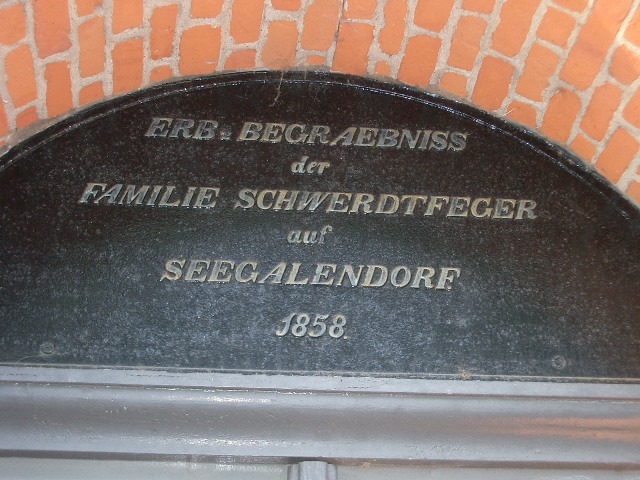 ERB= BEGRAEBNISS
der
FAMILIE SCHWERDTFEGER
auf
SEEGALENDORF
1858.